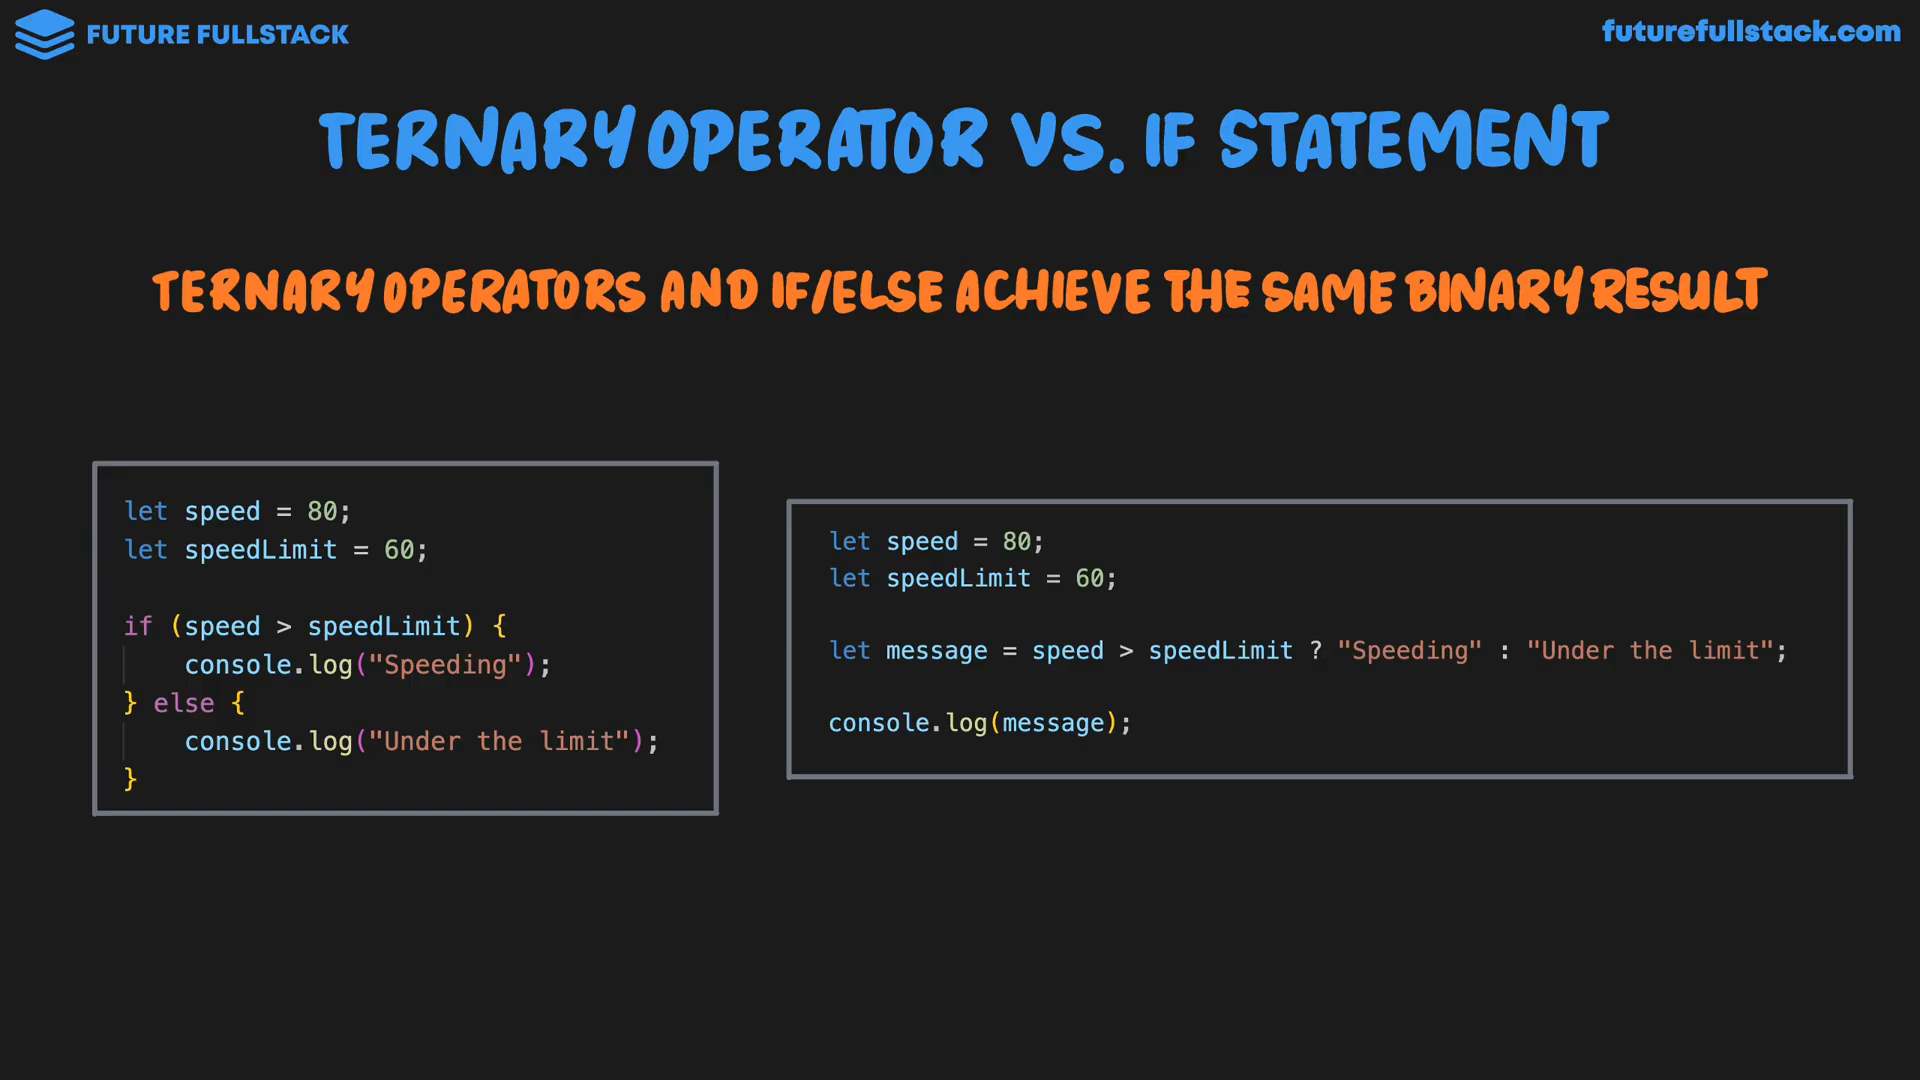 FUTURE FULLSTACK
futurefullstack.com
TERNARY OPERATOR VS. IF STATEMENT
TERNARY OPERATORS AND IF/ELSE ACHIEVE THE SAME BINARY RESULT
let speed = 80;
let speedLimit = 60;
if (speed > speedLimit) {
    console.log("Speeding");
} else {
    console.log("Under the limit");
}
let speed = 80;
let speedLimit = 60;
let message = speed > speedLimit ? "Speeding" : "Under the limit";
console.log(message);